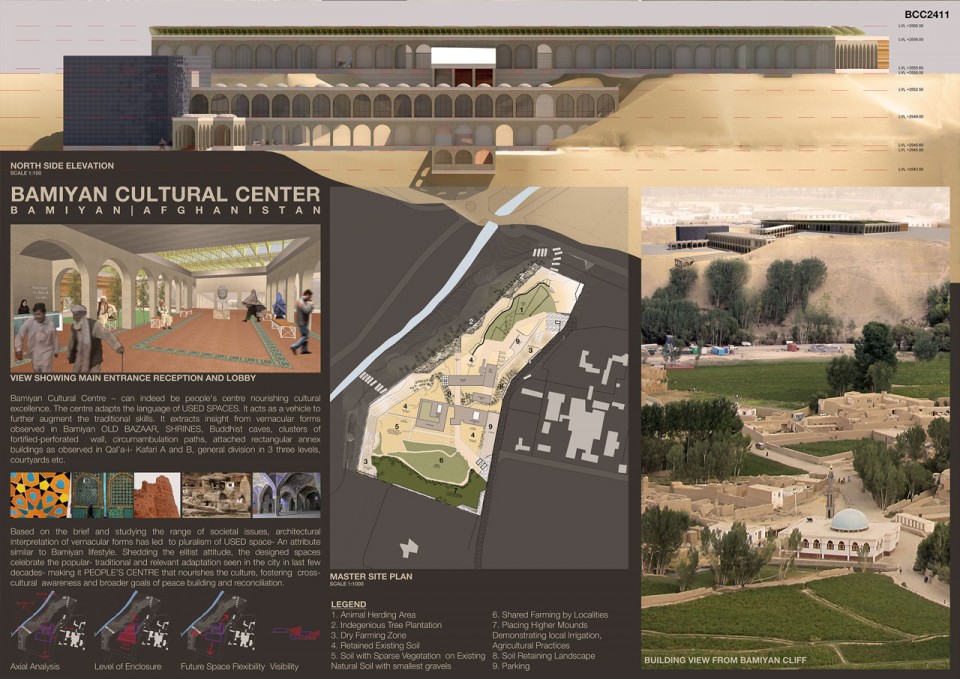 BCC2411
NORTH SIDE ELEVATION
SCALE 1:100
BAMIYAN CULTURAL CENTER
BAMIYAN|AFGHANISTAN
VIEW SHOWING MAIN ENTRANCE RECEPTION AND LOBBY
Bamiyan Cultural Centre – can indeed be people's centre nourishing cultural
excellence. The centre adapts the language of USED SPACES. It acts as a vehicle to
further augment the traditional skills. It extracts insight from vernacular forms
observed in Bamiyan OLD BAZAAR, SHRINES, Buddhist caves, clusters of
fortified-perforated wall, circumambulation paths, attached rectangular annex
buildings as observed in Qal'a-i- Kafari A and B, general division in 3 three levels,
courtyards etc.
Based on the brief and studying the range of societal issues, architectural
interpretation of vernacular forms has led to pluralism of USED space- An attribute
similar to Bamiyan lifestyle. Shedding the elitist attitude, the designed spaces
celebrate the popular- traditional and relevant adaptation seen in the city in last few
decades- making it PEOPLE'S CENTRE that nourishes the culture, fostering cross-
cultural awareness and broader goals of peace building and reconciliation.
Axial Analysis
Level of Enclosure
Future Space Flexibility
Visibility
MASTER SITE PLAN
SCALE 1:1000
LEGEND
1. Animal Herding Area
2. Indegenious Tree Plantation
3. Dry Farming Zone
4. Retained Existing Soil
5. Soil with Sparse Vegetation on Existing
Natural Soil with smallest gravels
6. Shared Farming by Localities
7. Placing Higher Mounds
Demonstrating local Irrigation,
Agricultural Practices
8. Soil Retaining Landscape
9. Parking
BUILDING VIEW FROM BAMIYAN CLIFF